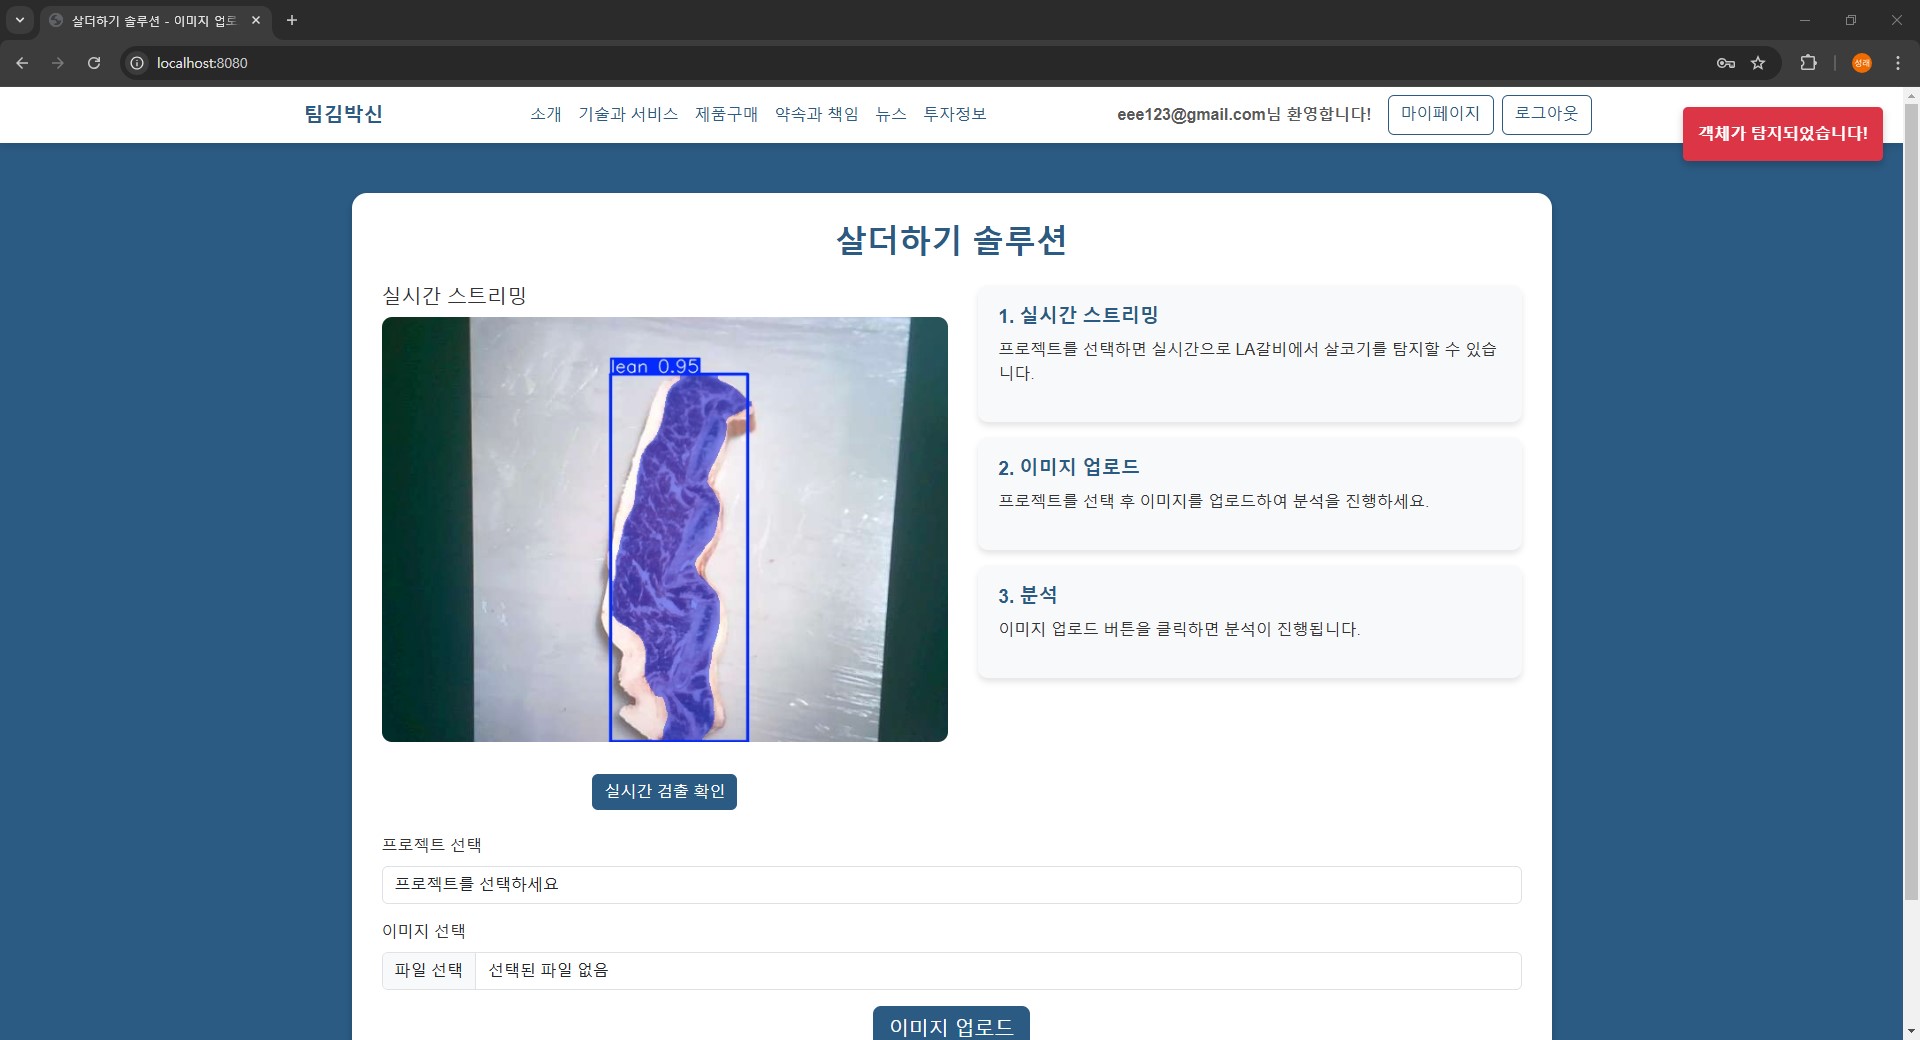 살더하기 솔루션 - 이미지 업로
localhost:8080
성래
팀김박신
소개
기술과 서비스
제품구매
약속과 책임
뉴스
투자정보
eee123@gmail.com님 환영합니다!
마이페이지
로그아웃
객체가 탐지되었습니다!
살더하기 솔루션
실시간 스트리밍
lean 0.95
실시간 검출 확인
1. 실시간 스트리밍
프로젝트를 선택하면 실시간으로 LA갈비에서 살코기를 탐지할 수 있습
니다.
2. 이미지 업로드
프로젝트를 선택 후 이미지를 업로드하여 분석을 진행하세요.
3. 분석
이미지 업로드 버튼을 클릭하면 분석이 진행됩니다.
프로젝트 선택
프로젝트를 선택하세요
이미지 선택
파일 선택 선택된 파일 없음
이미지 업로드